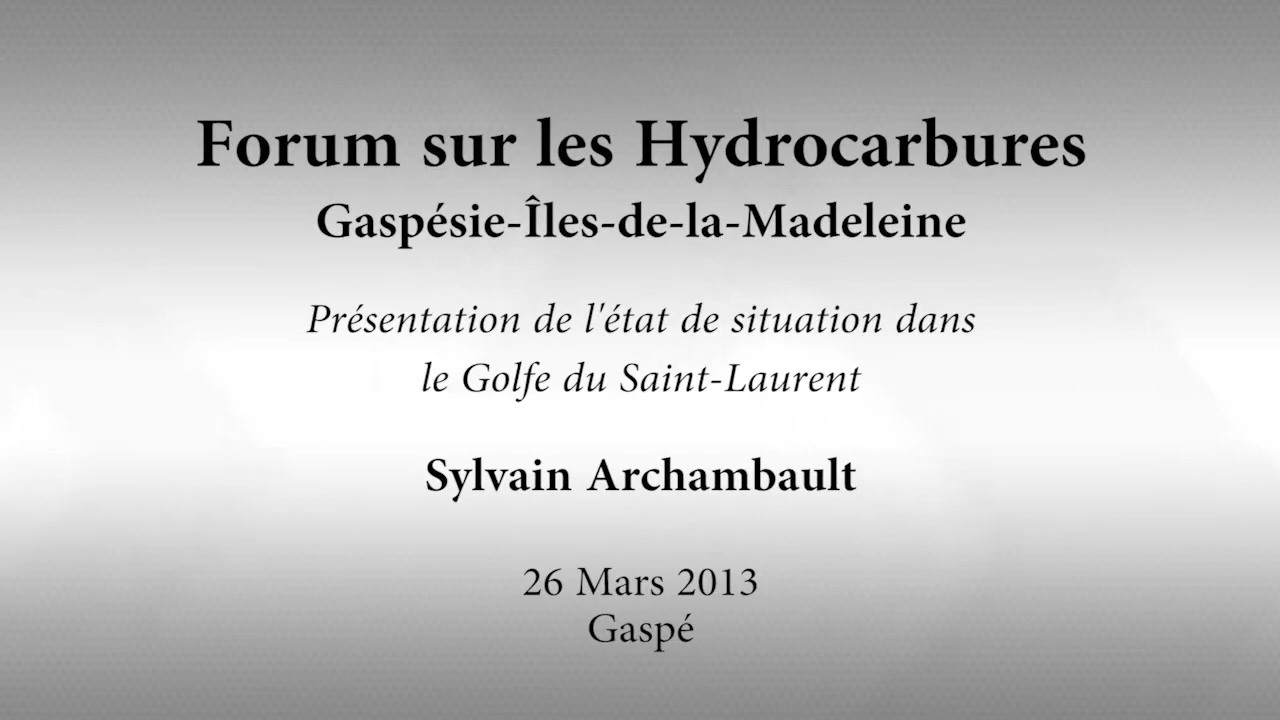 Forum sur les Hydrocarbures
Gaspésie-Îles-de-la-Madeleine
Présentation de l'état de situation dans
le Golfe du Saint-Laurent
Sylvain Archambault
26 Mars 2013
Gaspé